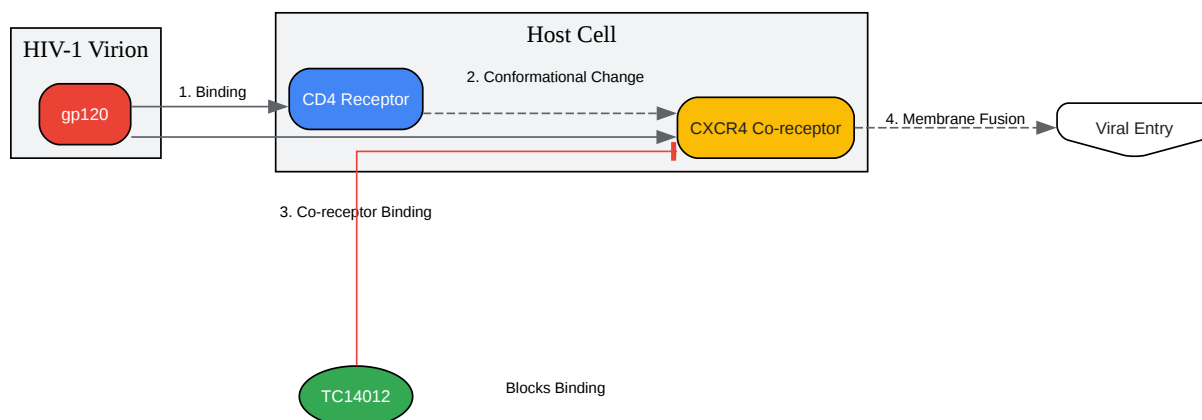 HIV-1 Virion
gp120
1. Binding
Host Cell
CD4 Receptor
2. Conformational Change
CXCR4 Co-receptor
4. Membrane Fusion
Viral Entry
3. Co-receptor Binding
TC14012
Blocks Binding